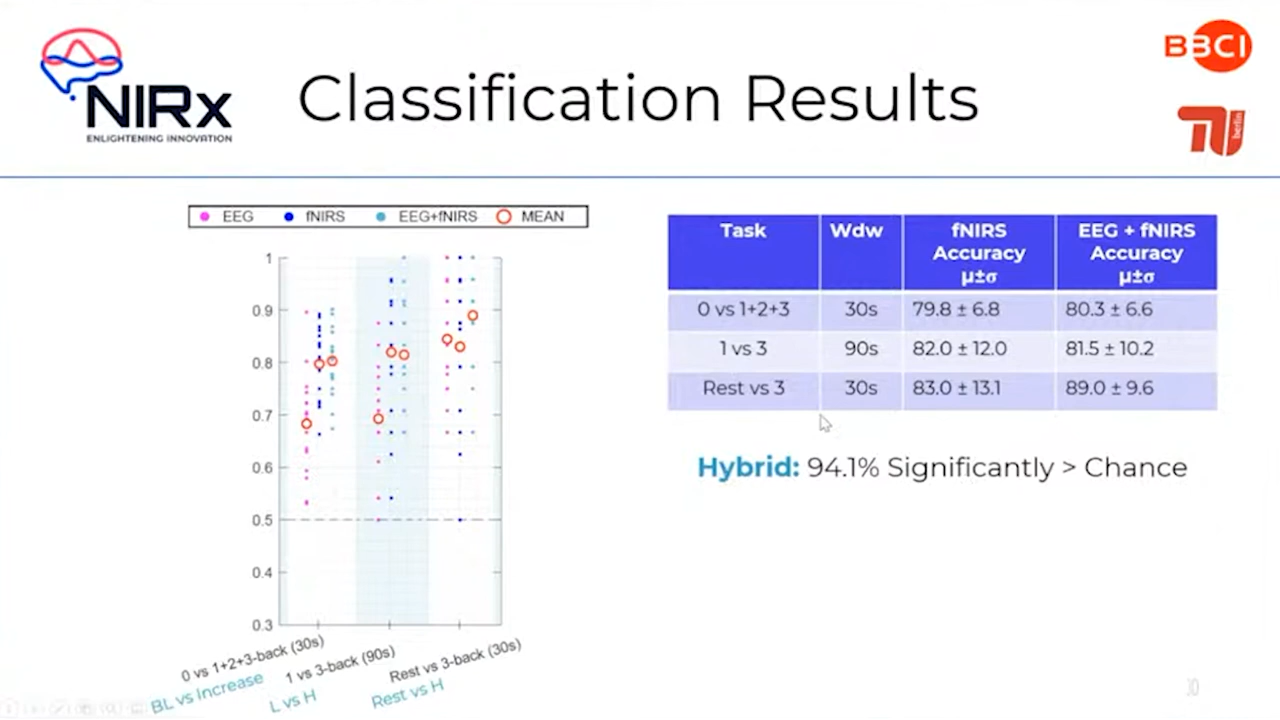 NIRx
ENLIGHTENING INNOVATION
Classification Results
BBCI
TU
berlin
EEG fNIRS EEG+fNIRS MEAN
1
0.9
0.8
0.7
0.6
0.5
0.4
0.3
0 vs 1+2+3-back (30s)
1 vs 3-back (90s)
Rest vs 3-back (30s)
BL vs Increase
L vs H
Rest vs H
Task Wdw fNIRS Accuracy μ±σ EEG + fNIRS Accuracy μ±σ
0 vs 1+2+3 30s 79.8 ± 6.8 80.3 ± 6.6
1 vs 3 90s 82.0 ± 12.0 81.5 ± 10.2
Rest vs 3 30s 83.0 ± 13.1 89.0 ± 9.6
Hybrid: 94.1% Significantly > Chance